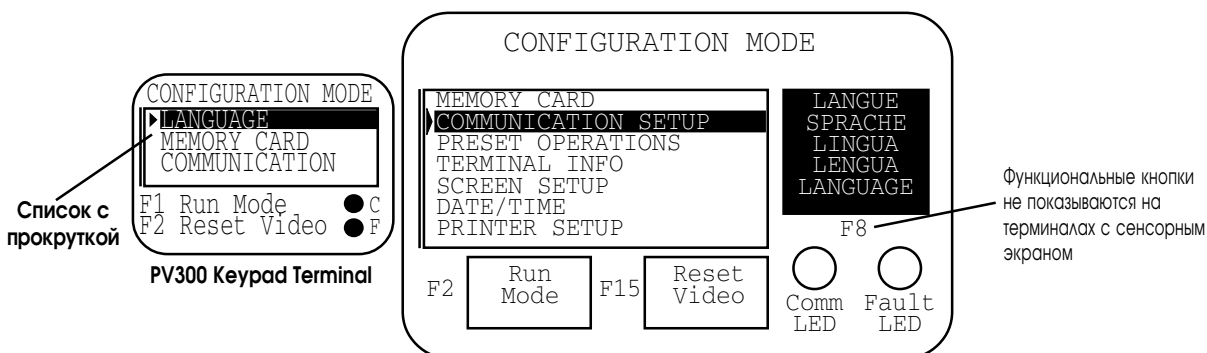 CONFIGURATION MODE
LANGUAGE
MEMORY CARD
COMMUNICATION
F1 Run Mode C
F2 Reset Video F
Список с
прокруткой
PV300 Keypad Terminal
CONFIGURATION MODE
MEMORY CARD
COMMUNICATION SETUP
PRESET OPERATIONS
TERMINAL INFO
SCREEN SETUP
DATE/TIME
PRINTER SETUP
LANGUE
SPRACHE
LINGUA
LENGUA
LANGUAGE
F8
F2
Run
Mode
F15
Reset
Video
Comm
LED
Fault
LED
Функциональные кнопки
не показываются на
терминалах с сенсорным
экраном